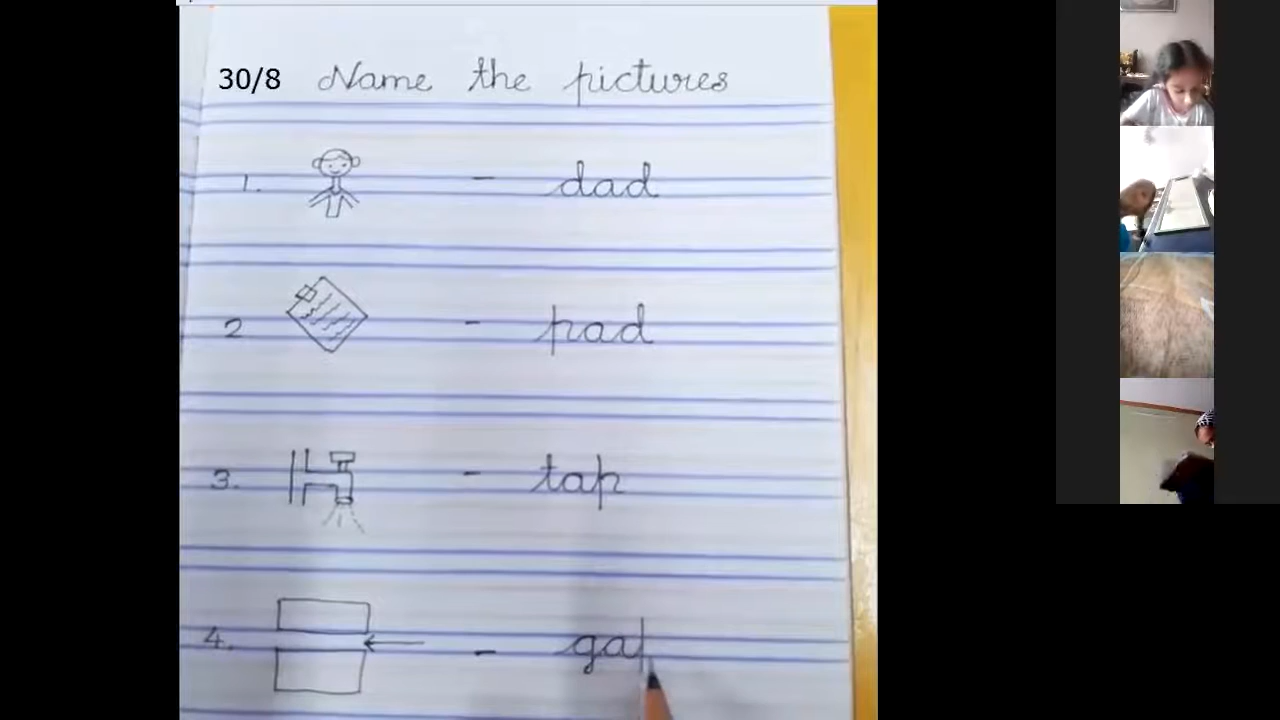 30/8 Name the pictures
1. - dad
2 - pad
3. - tap
4. - ga